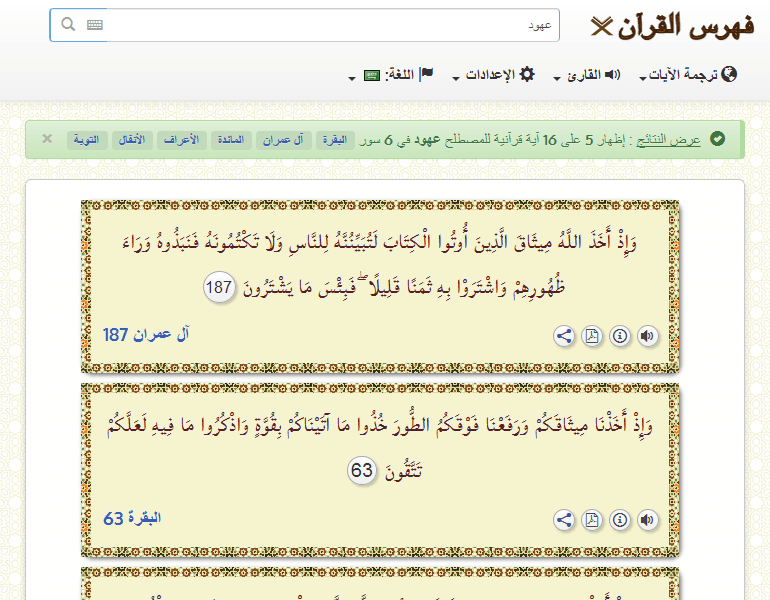 فهرس القرآن
عهود
ترجمة الآيات
القارئ
الإعدادات
اللغة:
عرض النتائج : إظهار 5 على 16 آية قرآنية للمصطلح عهود في 6 سور البقرة آل عمران المائدة الأعراف الأنفال التوبة ×
وَإِذْ أَخَذَ اللَّهُ مِيثَاقَ الَّذِينَ أُوتُوا الْكِتَابَ لَتُبَيِّنُنَّهُ لِلنَّاسِ وَلَا تَكْتُمُونَهُ فَنَبَذُوهُ وَرَاءَ
ظُهُورِهِمْ وَاشْتَرَوْا بِهِ ثَمَنًا قَلِيلًا ۖ فَبِئْسَ مَا يَشْتَرُونَ 187
آل عمران 187
وَإِذْ أَخَذْنَا مِيثَاقَكُمْ وَرَفَعْنَا فَوْقَكُمُ الطُّورَ خُذُوا مَا آتَيْنَاكُمْ بِقُوَّةٍ وَاذْكُرُوا مَا فِيهِ لَعَلَّكُمْ
تَتَّقُونَ 63
البقرة 63